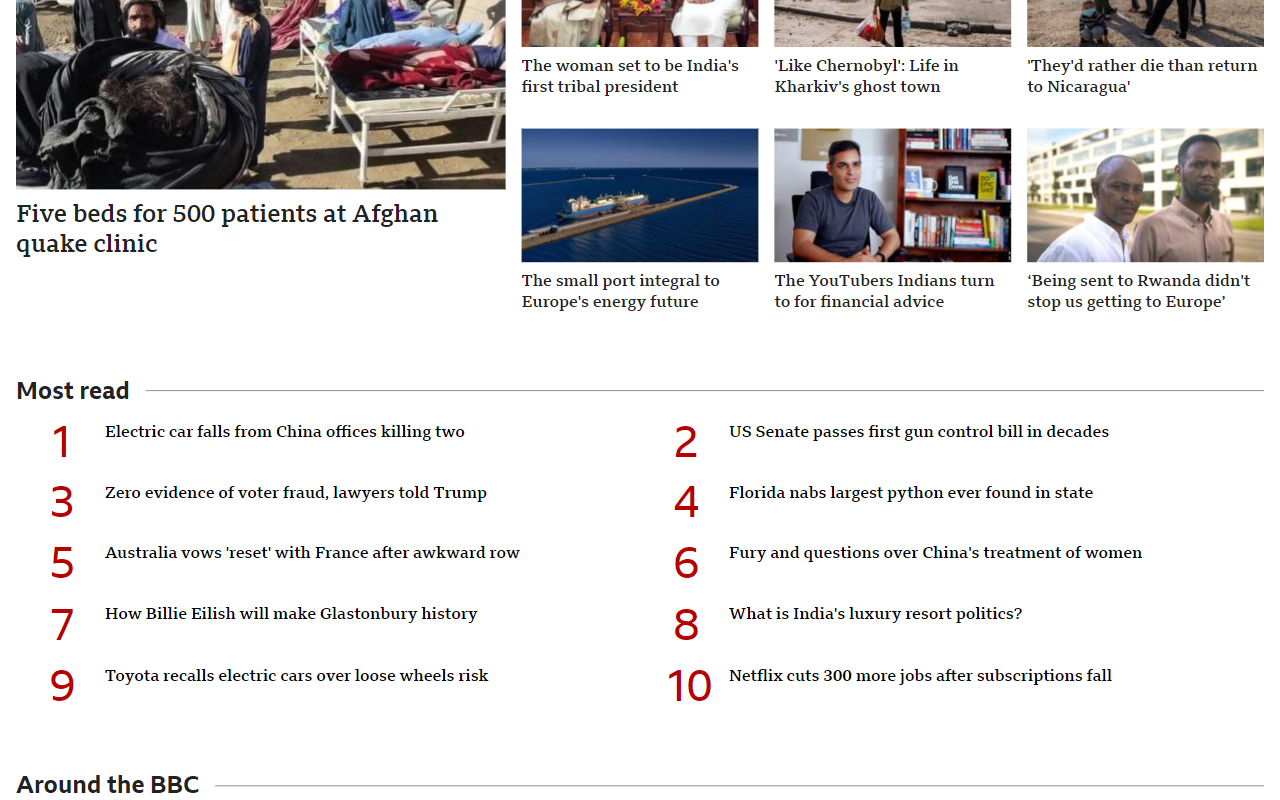 The woman set to be India's
first tribal president
'Like Chernobyl': Life in
Kharkiv's ghost town
'They'd rather die than return
to Nicaragua'
Five beds for 500 patients at Afghan
quake clinic
The small port integral to
Europe's energy future
The YouTubers Indians turn
to for financial advice
‘Being sent to Rwanda didn't
stop us getting to Europe’
Most read
1 Electric car falls from China offices killing two
2 US Senate passes first gun control bill in decades
3 Zero evidence of voter fraud, lawyers told Trump
4 Florida nabs largest python ever found in state
5 Australia vows 'reset' with France after awkward row
6 Fury and questions over China's treatment of women
7 How Billie Eilish will make Glastonbury history
8 What is India's luxury resort politics?
9 Toyota recalls electric cars over loose wheels risk
10 Netflix cuts 300 more jobs after subscriptions fall
Around the BBC